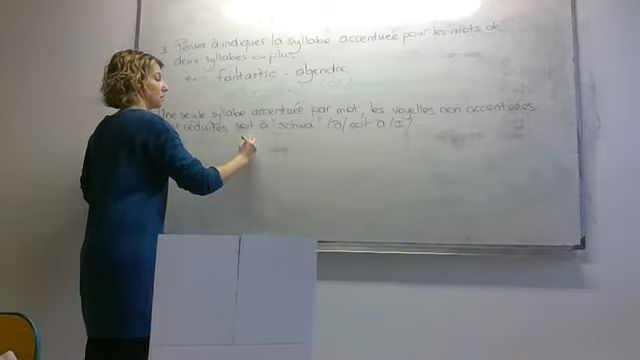 3 Penser à indiquer la syllabe accentuée pour les mots de
deux syllabes ou plus
ex: fantastic - agenda
Une seule syllabe accentuée par mot, les voyelles non accentuées
réduites soit à "schwa" /ə/ soit à /I/